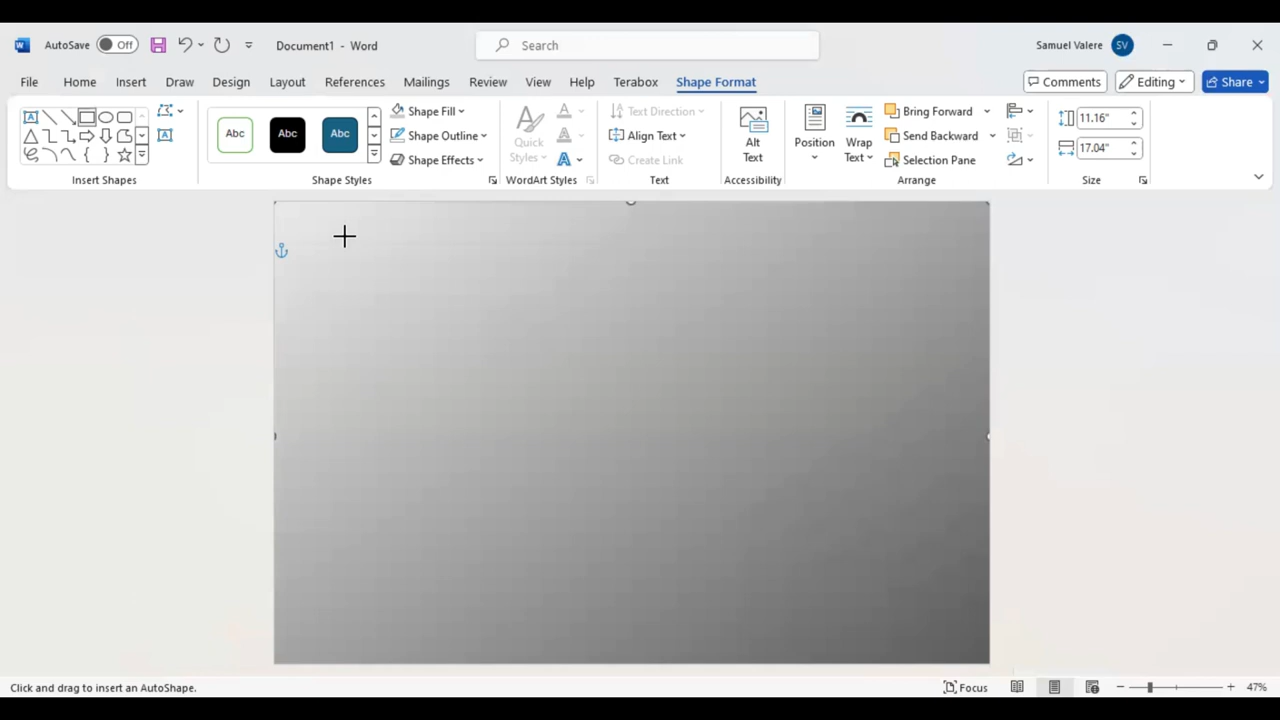 AutoSave Off Document1 - Word Search Samuel Valere SV
File Home Insert Draw Design Layout References Mailings Review View Help Terabox Shape Format Comments Editing Share
Abc Abc Abc
Shape Fill
Shape Outline
Shape Effects
Quick
Styles
Text Direction
Align Text
Create Link
Alt
Text
Position
Wrap
Text
Bring Forward
Send Backward
Selection Pane
11.16"
17.04"
Insert Shapes Shape Styles WordArt Styles Text Accessibility Arrange Size
Click and drag to insert an AutoShape. Focus 47%